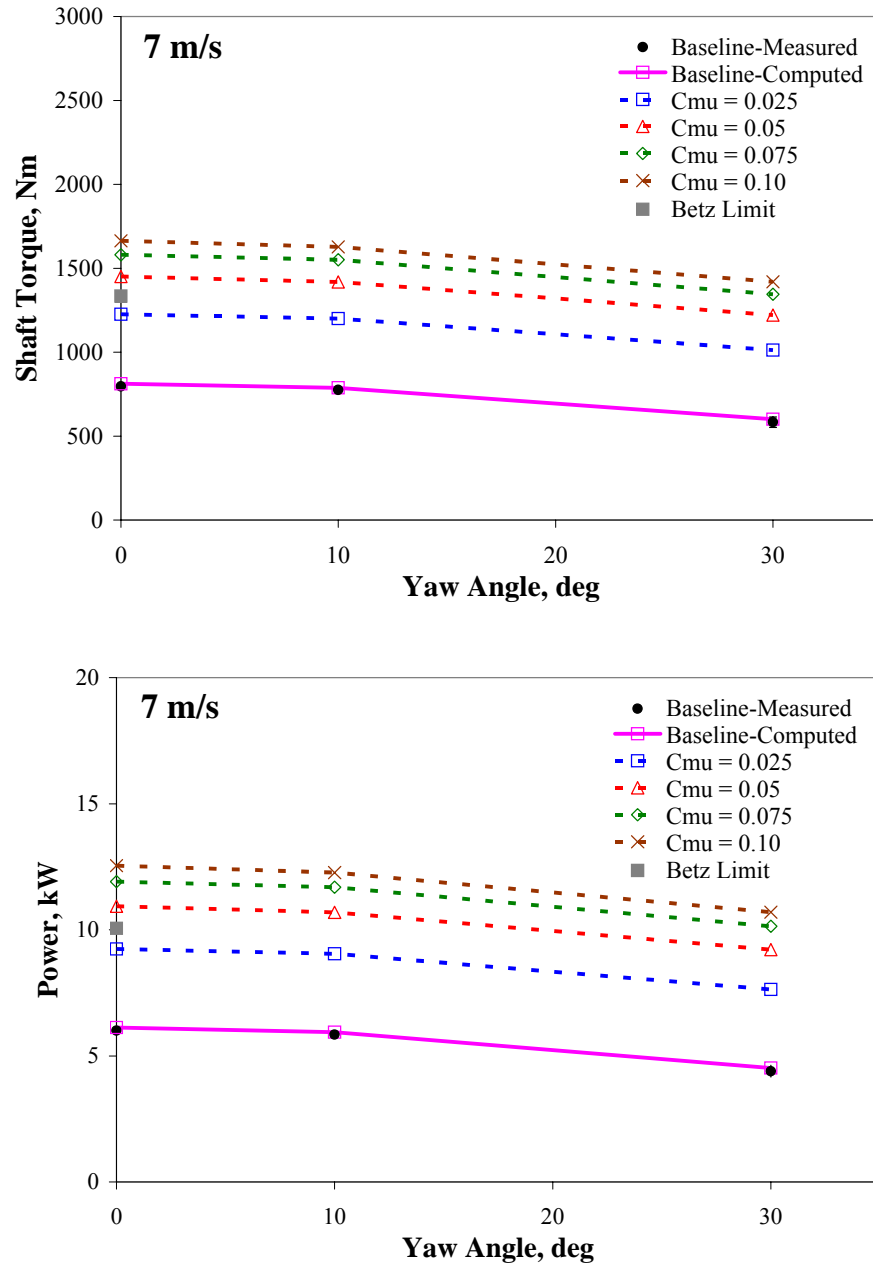 7 m/s
3000
2500
2000
1500
1000
500
0
Shaft Torque, Nm
Baseline-Measured
Baseline-Computed
Cmu = 0.025
Cmu = 0.05
Cmu = 0.075
Cmu = 0.10
Betz Limit
0 10 20 30
Yaw Angle, deg
7 m/s
20
15
10
5
0
Power, kW
Baseline-Measured
Baseline-Computed
Cmu = 0.025
Cmu = 0.05
Cmu = 0.075
Cmu = 0.10
Betz Limit
0 10 20 30
Yaw Angle, deg